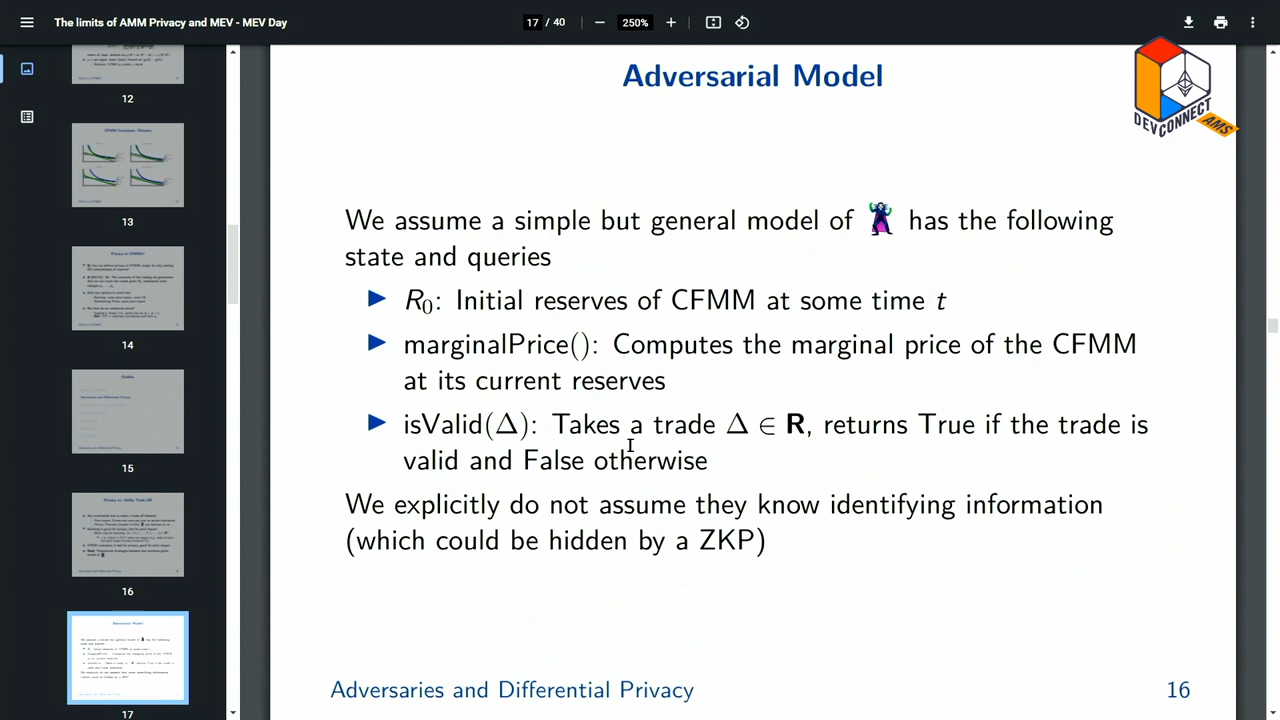 The limits of AMM Privacy and MEV - MEV Day
17 / 40
250%
12
13
14
15
16
17
Adversarial Model
DEVCONNECT
AMS
We assume a simple but general model of has the following
state and queries
▶ R₀: Initial reserves of CFMM at some time t
▶ marginalPrice(): Computes the marginal price of the CFMM
at its current reserves
▶ isValid(Δ): Takes a trade Δ ∈ R, returns True if the trade is
valid and False otherwise
We explicitly do not assume they know identifying information
(which could be hidden by a ZKP)
Adversaries and Differential Privacy
16